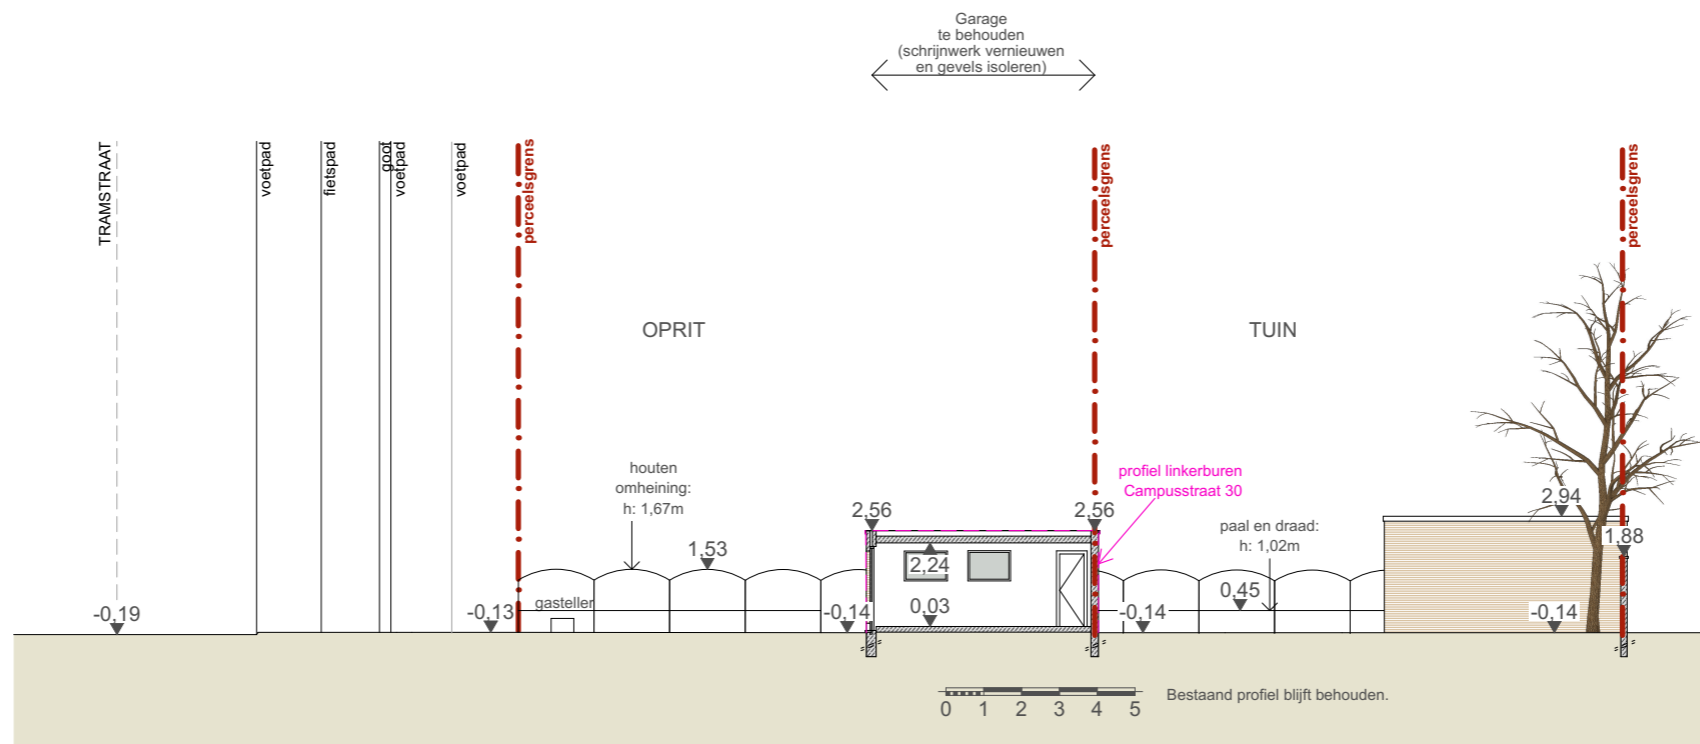 Garage
te behouden
(schrijnwerk vernieuwen
en gevels isoleren)
TRAMSTRAAT
voetpad
fietspad
goot
voetpad
voetpad
perceelsgrens
perceelsgrens
perceelsgrens
OPRIT
TUIN
houten
omheining:
h: 1,67m
profiel linkerburen
Campusstraat 30
paal en draad:
h: 1,02m
2,56
2,56
2,94
1,88
1,53
2,24
0,45
gasteller
0,03
-0,19
-0,13
-0,14
-0,14
-0,14
0 1 2 3 4 5
Bestaand profiel blijft behouden.